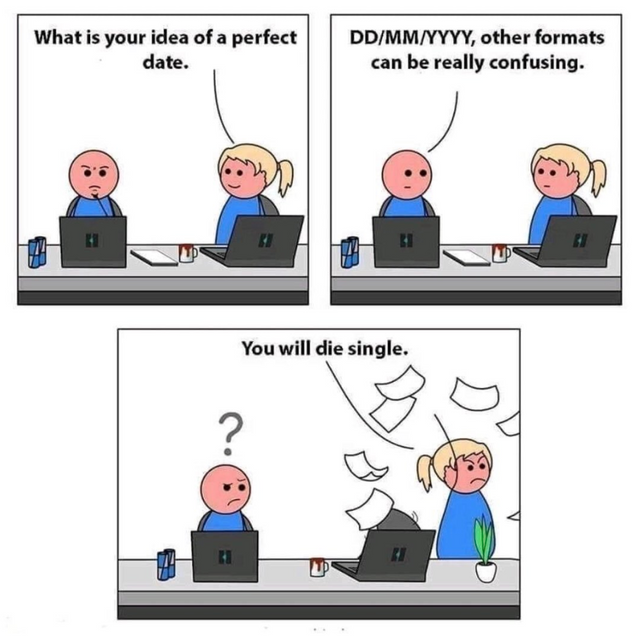 What is your idea of a perfect
date.
DD/MM/YYYY, other formats
can be really confusing.
You will die single.
?